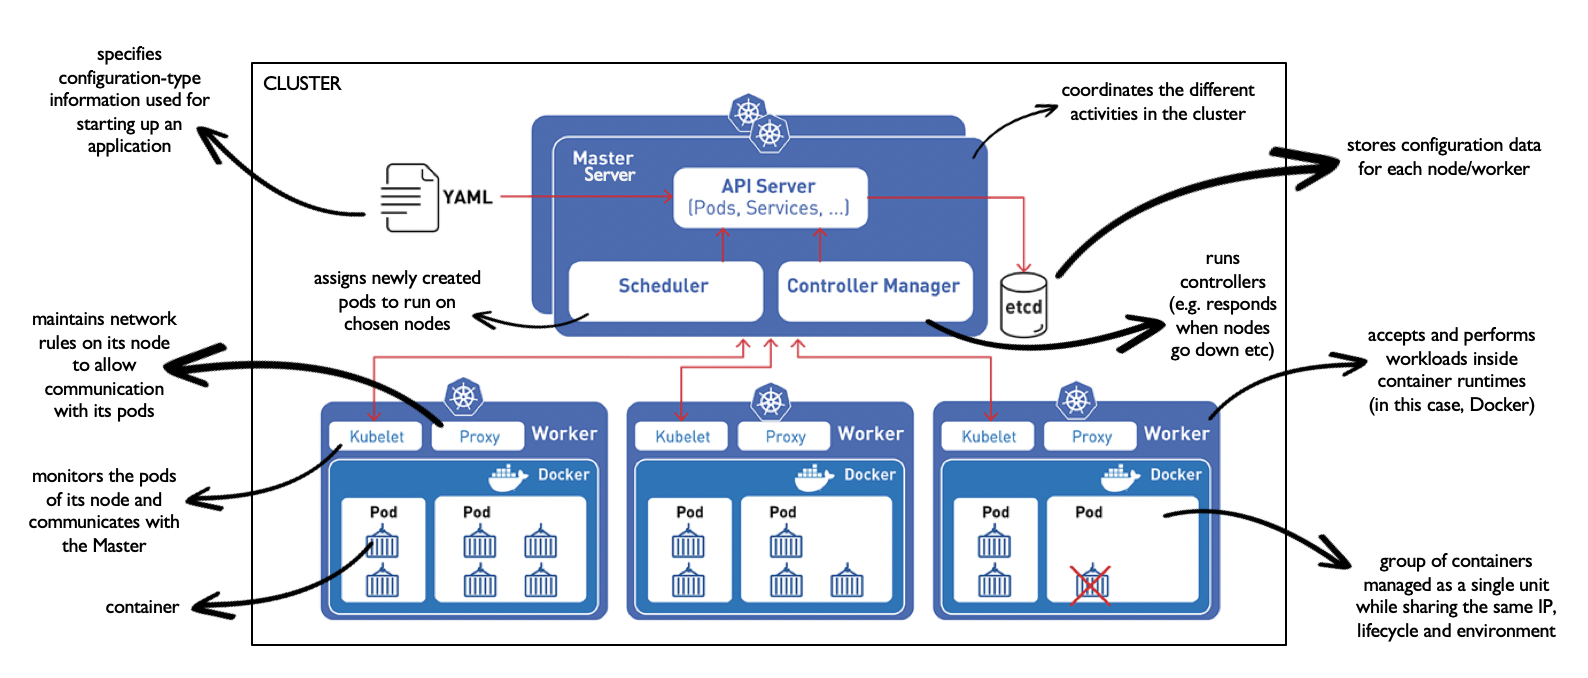 specifies
configuration-type
information used for
starting up an
application
CLUSTER
coordinates the different
activities in the cluster
stores configuration data
for each node/worker
Master
Server
YAML
API Server
(Pods, Services, ...)
assigns newly created
pods to run on
chosen nodes
Scheduler
Controller Manager
etcd
runs
controllers
(e.g. responds
when nodes
go down etc)
maintains network
rules on its node
to allow
communication
with its pods
accepts and performs
workloads inside
container runtimes
(in this case, Docker)
Kubelet
Proxy
Worker
Kubelet
Proxy
Worker
Kubelet
Proxy
Worker
Docker
Docker
Docker
monitors the pods
of its node and
communicates with
the Master
Pod
Pod
Pod
Pod
Pod
Pod
container
group of containers
managed as a single unit
while sharing the same IP,
lifecycle and environment